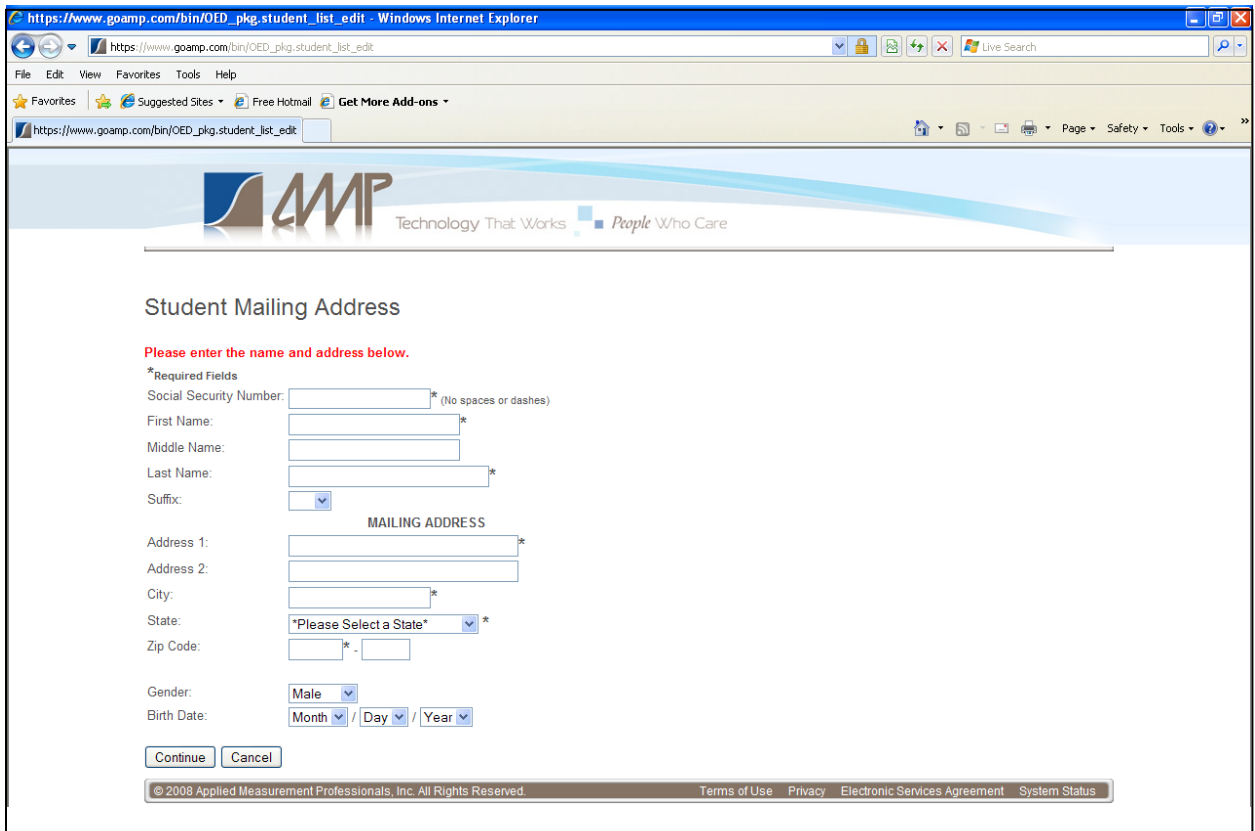 https://www.goamp.com/bin/OED_pkg.student_list_edit - Windows Internet Explorer
https://www.goamp.com/bin/OED_pkg.student_list_edit Live Search
File Edit View Favorites Tools Help
Favorites Suggested Sites Free Hotmail Get More Add-ons
https://www.goamp.com/bin/OED_pkg.student_list_edit Page Safety Tools »
AMP Technology That Works People Who Care
Student Mailing Address
Please enter the name and address below.
*Required Fields
Social Security Number: * (No spaces or dashes)
First Name: *
Middle Name:
Last Name: *
Suffix:
MAILING ADDRESS
Address 1: *
Address 2:
City: *
State: *Please Select a State* *
Zip Code: * -
Gender: Male
Birth Date: Month / Day / Year
Continue Cancel
© 2008 Applied Measurement Professionals, Inc. All Rights Reserved. Terms of Use Privacy Electronic Services Agreement System Status